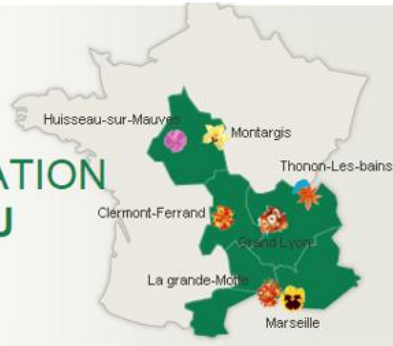 Huisseau-sur-Mauves
Montargis
Thonon-Les-bains
ATION
Clermont-Ferrand
U
Grand Lyon
La grande-Motte
Marseille